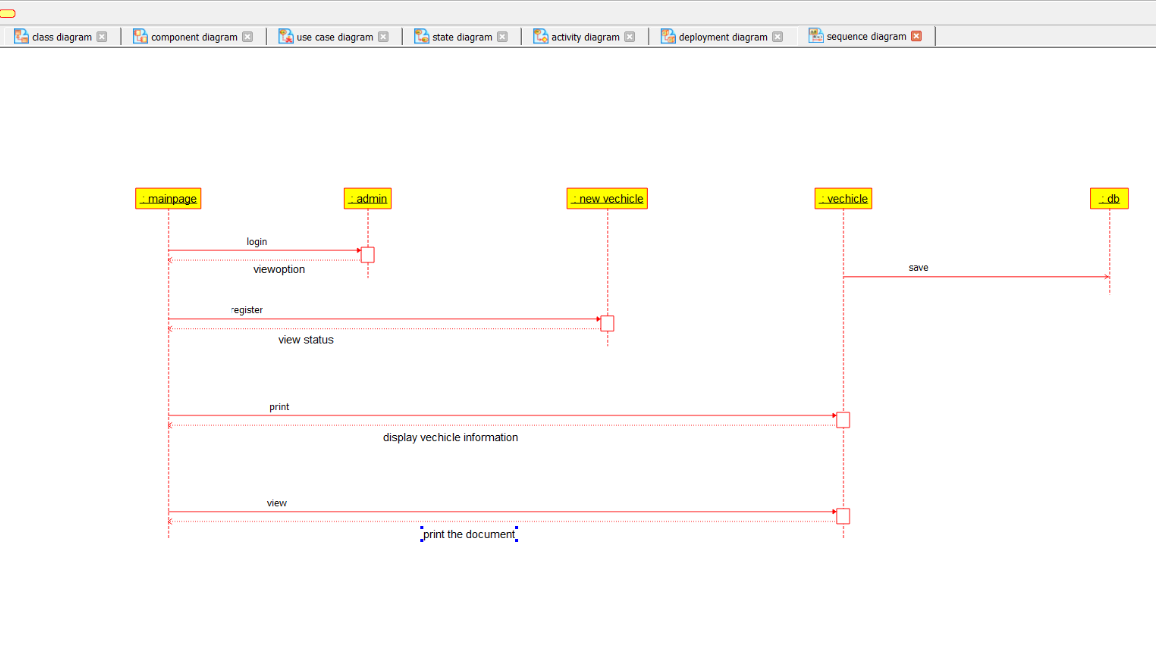 class diagram
component diagram
use case diagram
state diagram
activity diagram
deployment diagram
sequence diagram
: mainpage
: admin
: new vechicle
: vechicle
: db
login
viewoption
save
register
view status
print
display vechicle information
view
print the document